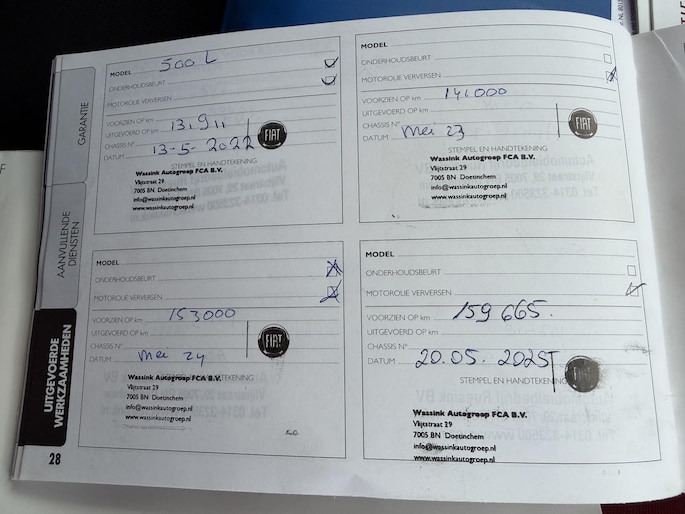 GARANTIE
AANVULLENDE
DIENSTEN
UITGEVOERDE
WERKZAAMHEDEN
MODEL 500 L
ONDERHOUDSBEURT
MOTOROLIE VERVERSEN
VOORZIEN OP km
UITGEVOERD OP km 13,911
CHASSIS N°
DATUM 13-5-2022
FIAT
STEMPEL EN HANDTEKENING
Wassink Autogroep FCA B.V.
Vlijtstraat 29
7005 BN Doetinchem
info@wassinkautogroep.nl
www.wassinkautogroep.nl
MODEL
ONDERHOUDSBEURT
MOTOROLIE VERVERSEN
VOORZIEN OP km 141000
UITGEVOERD OP km
CHASSIS N°
DATUM Mei 23
FIAT
STEMPEL EN HANDTEKENING
Wassink Autogroep FCA B.V.
Vlijtstraat 29
7005 BN Doetinchem
info@wassinkautogroep.nl
www.wassinkautogroep.nl
MODEL
ONDERHOUDSBEURT
MOTOROLIE VERVERSEN
VOORZIEN OP km 153000
UITGEVOERD OP km
CHASSIS N°
DATUM mei 24
FIAT
STEMPEL EN HANDTEKENING
Wassink Autogroep FCA B.V.
Vlijtstraat 29
7005 BN Doetinchem
info@wassinkautogroep.nl
www.wassinkautogroep.nl
MODEL
ONDERHOUDSBEURT
MOTOROLIE VERVERSEN
VOORZIEN OP km 159665.
UITGEVOERD OP km
CHASSIS N°
DATUM 20.05.2025
STEMPEL EN HANDTEKENING
Wassink Autogroep FCA B.V.
Vlijtstraat 29
7005 BN Doetinchem
info@wassinkautogroep.nl
www.wassinkautogroep.nl
28